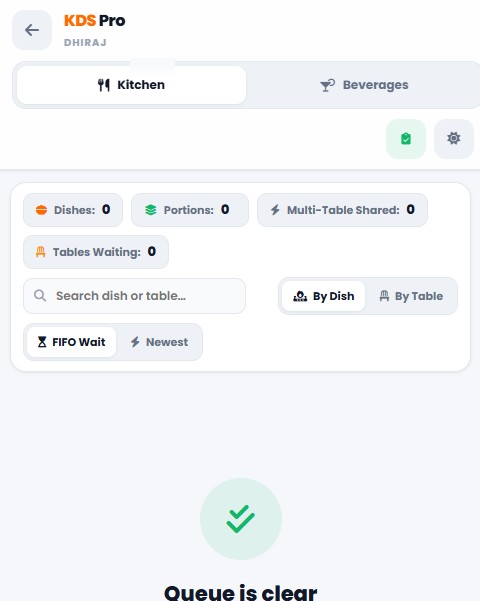 KDS Pro
DHIRAJ
Kitchen
Beverages
Dishes: 0
Portions: 0
Multi-Table Shared: 0
Tables Waiting: 0
Search dish or table...
By Dish
By Table
FIFO Wait
Newest
Queue is clear